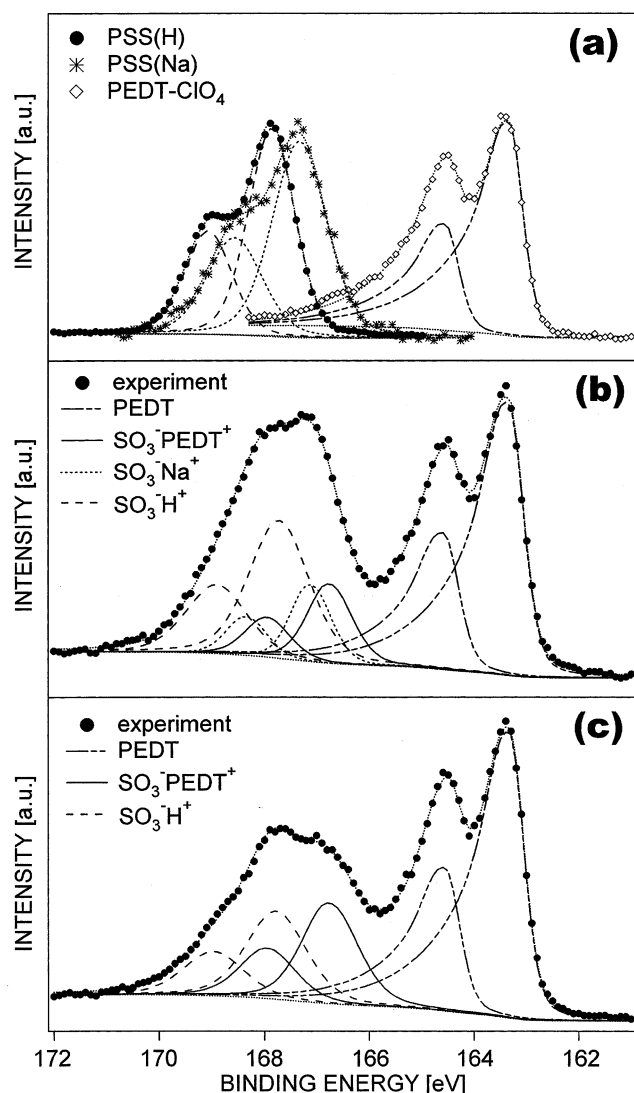 (a)
PSS(H)
PSS(Na)
PEDT-ClO₄
INTENSITY [a.u.]
(b)
experiment
PEDT
SO₃⁻PEDT⁺
SO₃⁻Na⁺
SO₃⁻H⁺
INTENSITY [a.u.]
(c)
experiment
PEDT
SO₃⁻PEDT⁺
SO₃⁻H⁺
INTENSITY [a.u.]
172 170 168 166 164 162
BINDING ENERGY [eV]